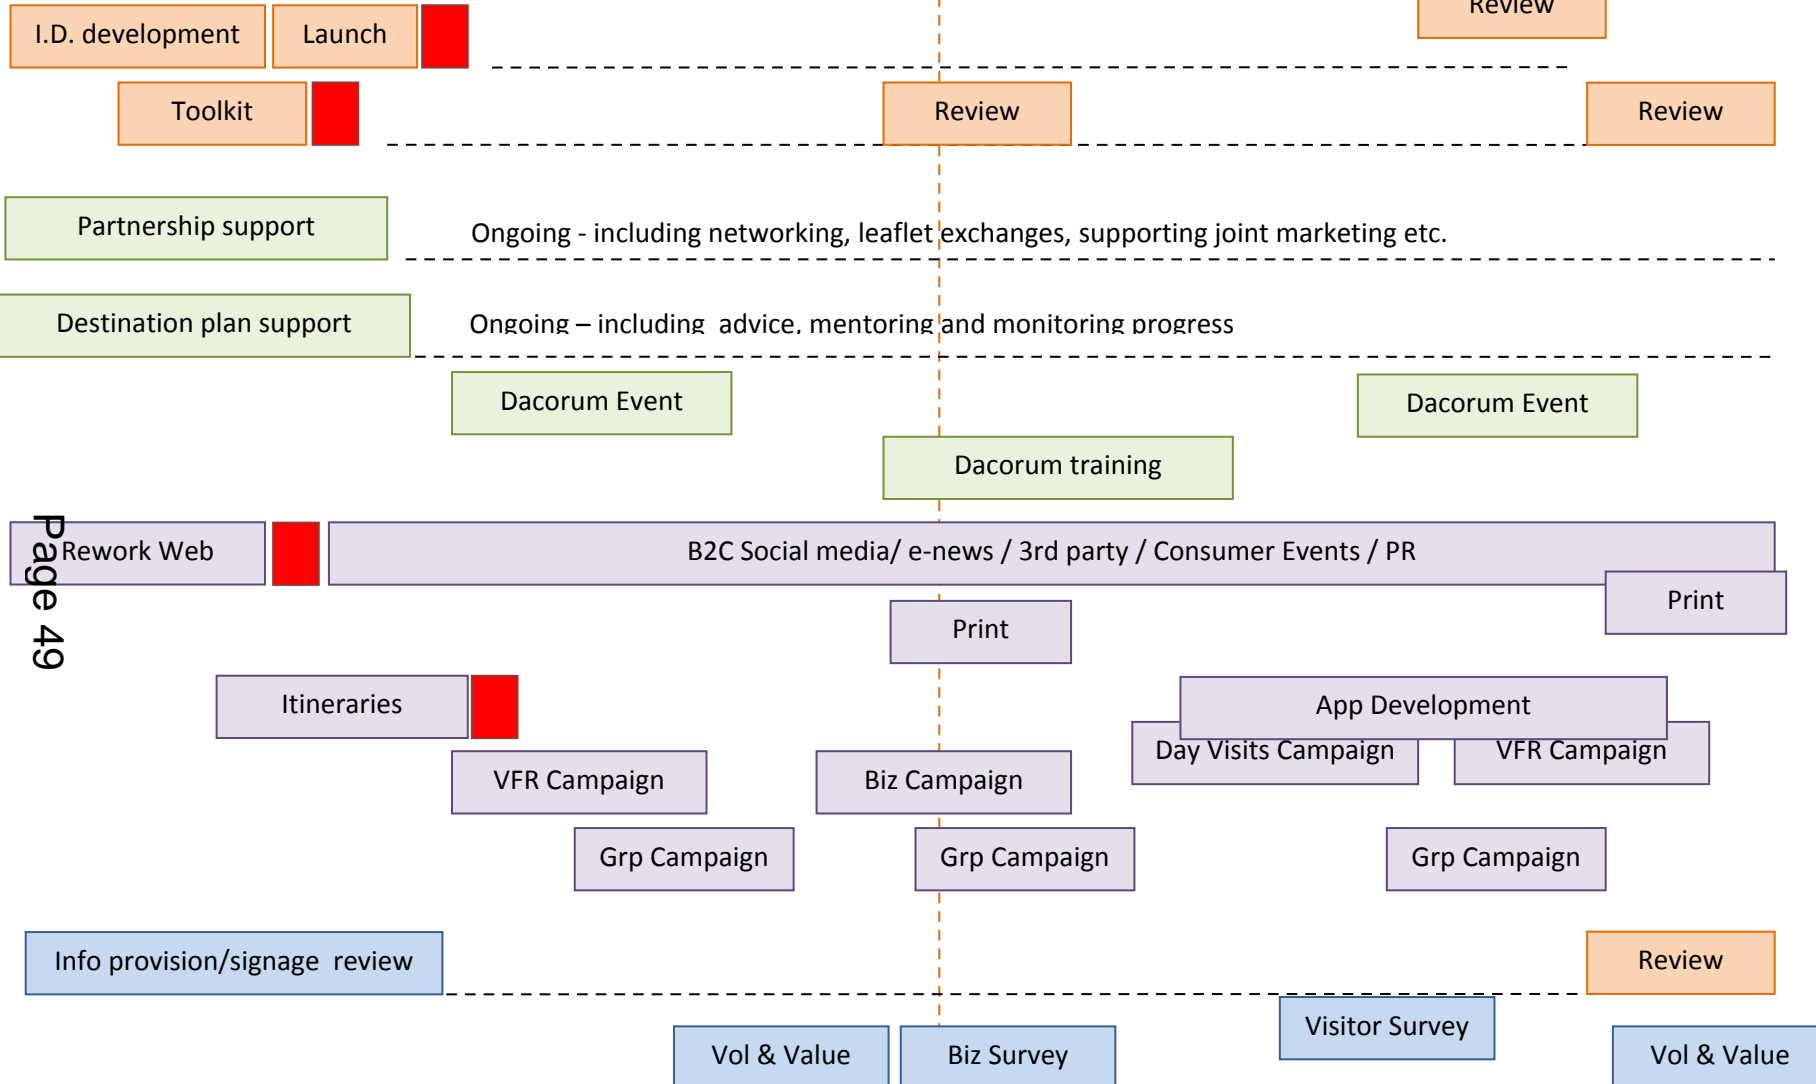 Review
I.D. development
Launch
Toolkit
Review
Review
Partnership support
Ongoing - including networking, leaflet exchanges, supporting joint marketing etc.
Destination plan support
Ongoing – including  advice, mentoring and monitoring progress
Dacorum Event
Dacorum Event
Dacorum training
Page 49
Rework Web
B2C Social media/ e-news / 3rd party / Consumer Events / PR
Print
Print
Itineraries
App Development
Day Visits Campaign
VFR Campaign
VFR Campaign
Biz Campaign
Grp Campaign
Grp Campaign
Grp Campaign
Info provision/signage  review
Review
Visitor Survey
Vol & Value
Biz Survey
Vol & Value